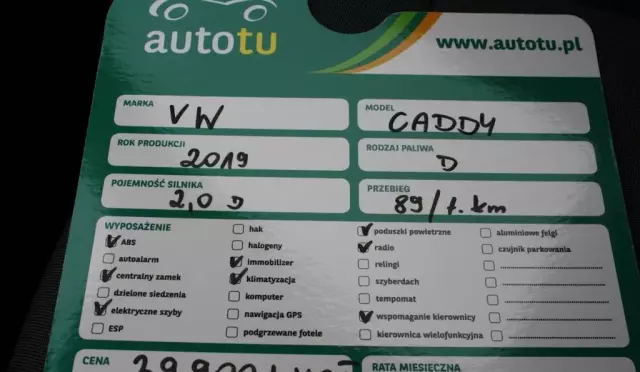 autotu
www.autotu.pl
MARKA
VW
MODEL
CADDY
ROK PRODUKCJI
2019
RODZAJ PALIWA
D
POJEMNOŚĆ SILNIKA
2,0 D
PRZEBIEG
89/t.km
WYPOSAŻENIE
ABS
autoalarm
centralny zamek
dzielone siedzenia
elektryczne szyby
ESP
hak
halogeny
immobilizer
klimatyzacja
komputer
nawigacja GPS
podgrzewane fotele
poduszki powietrzne
radio
relingi
szyberdach
tempomat
wspomaganie kierownicy
kierownica wielofunkcyjna
aluminiowe felgi
czujnik parkowania
CENA
RATA MIESIĘCZNA